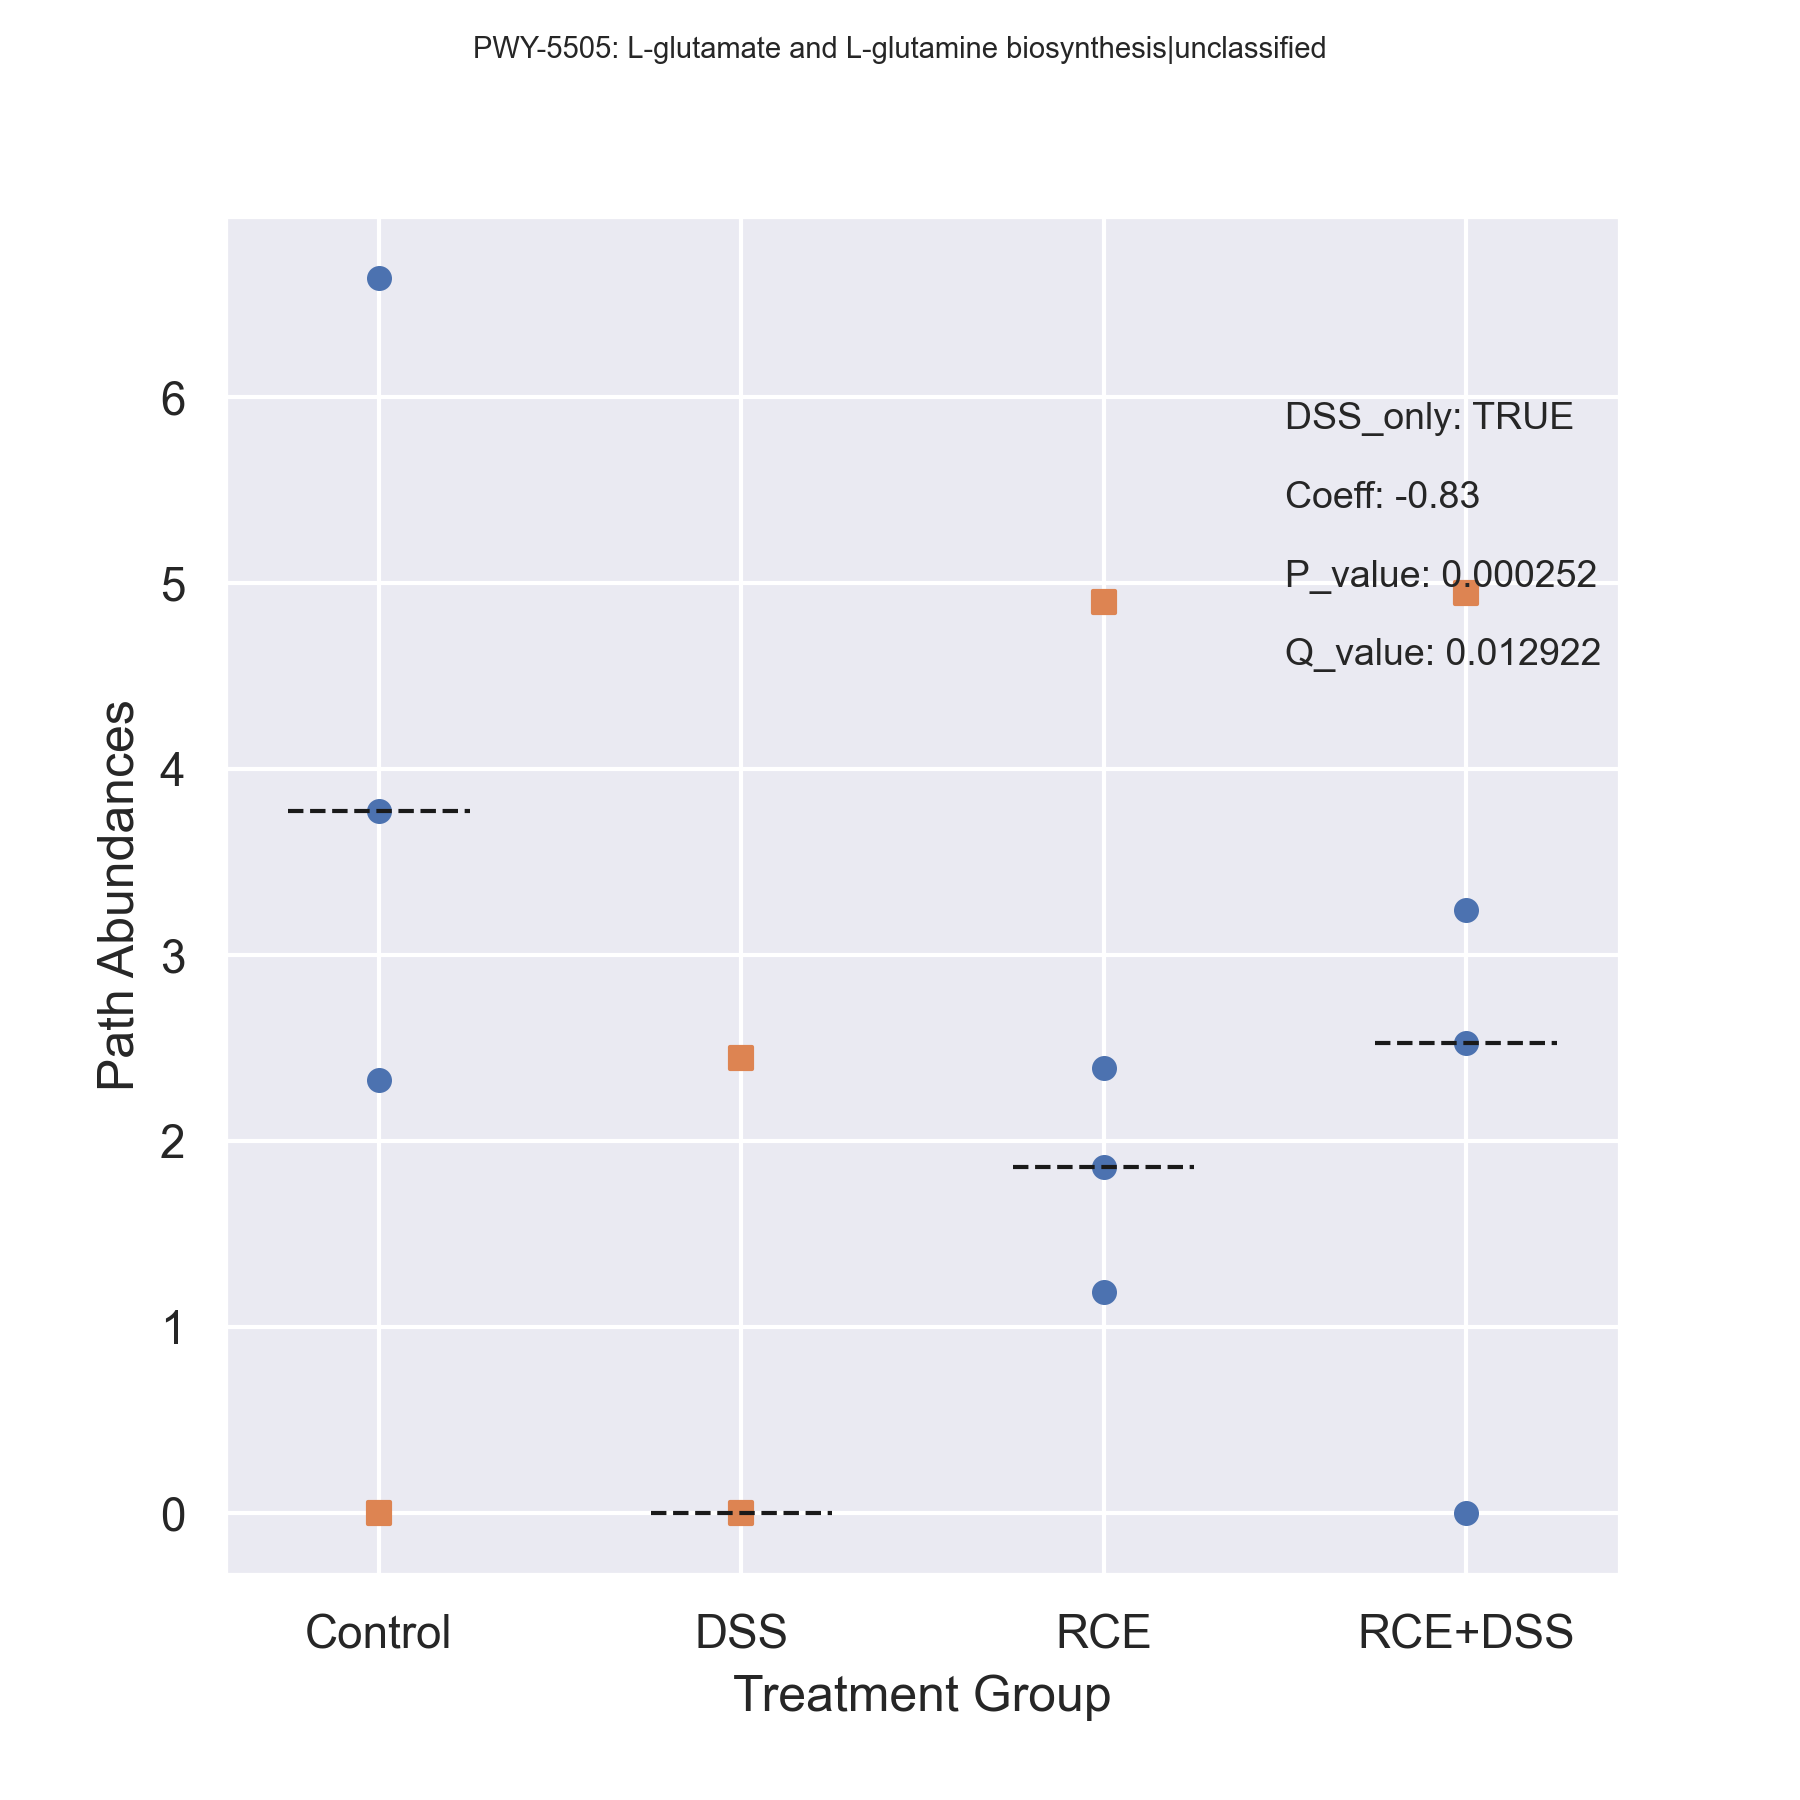 PWY-5505: L-glutamate and L-glutamine biosynthesis|unclassified
6
5
4
3
2
1
0
Path Abundances
DSS_only: TRUE
Coeff: -0.83
P_value: 0.000252
Q_value: 0.012922
Control DSS RCE RCE+DSS
Treatment Group